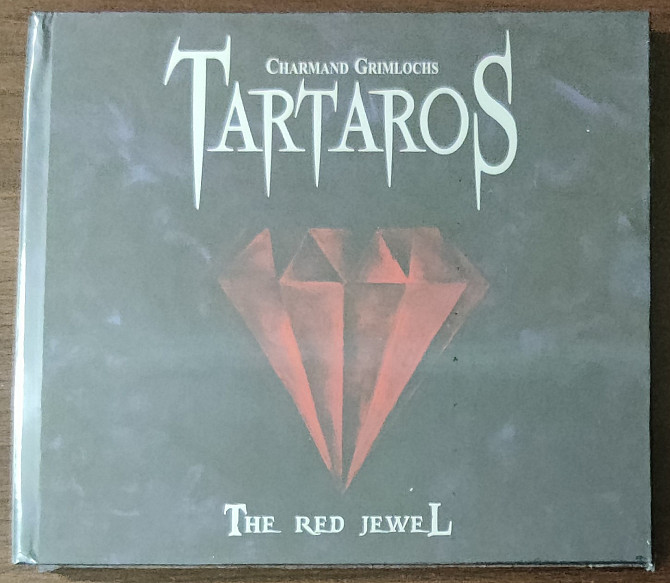 CHARMAND GRIMLOCHS
TARTAROS
THE RED JEWEL